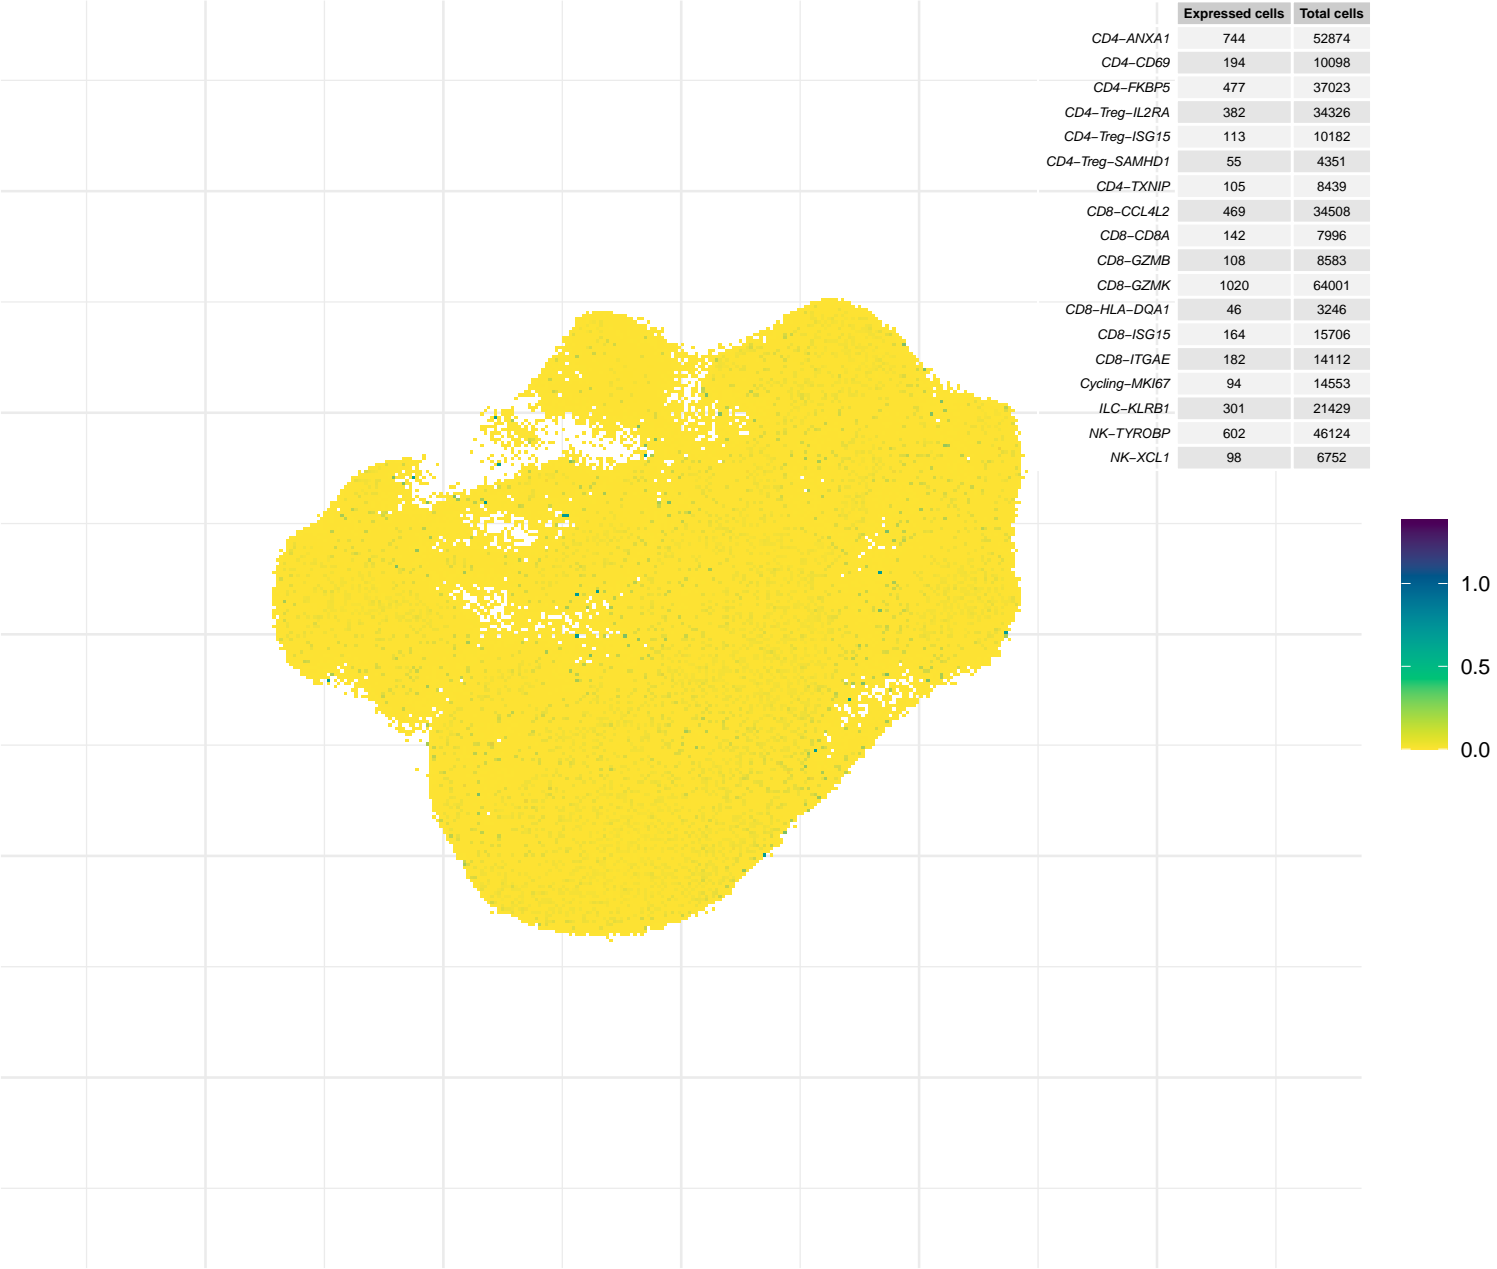 Expressed cells Total cells
CD4−ANXA1 744 52874
CD4−CD69 194 10098
CD4−FKBP5 477 37023
CD4−Treg−IL2RA 382 34326
CD4−Treg−ISG15 113 10182
CD4−Treg−SAMHD1 55 4351
CD4−TXNIP 105 8439
CD8−CCL4L2 469 34508
CD8−CD8A 142 7996
CD8−GZMB 108 8583
CD8−GZMK 1020 64001
CD8−HLA−DQA1 46 3246
CD8−ISG15 164 15706
CD8−ITGAE 182 14112
Cycling−MKI67 94 14553
ILC−KLRB1 301 21429
NK−TYROBP 602 46124
NK−XCL1 98 6752
1.0
0.5
0.0